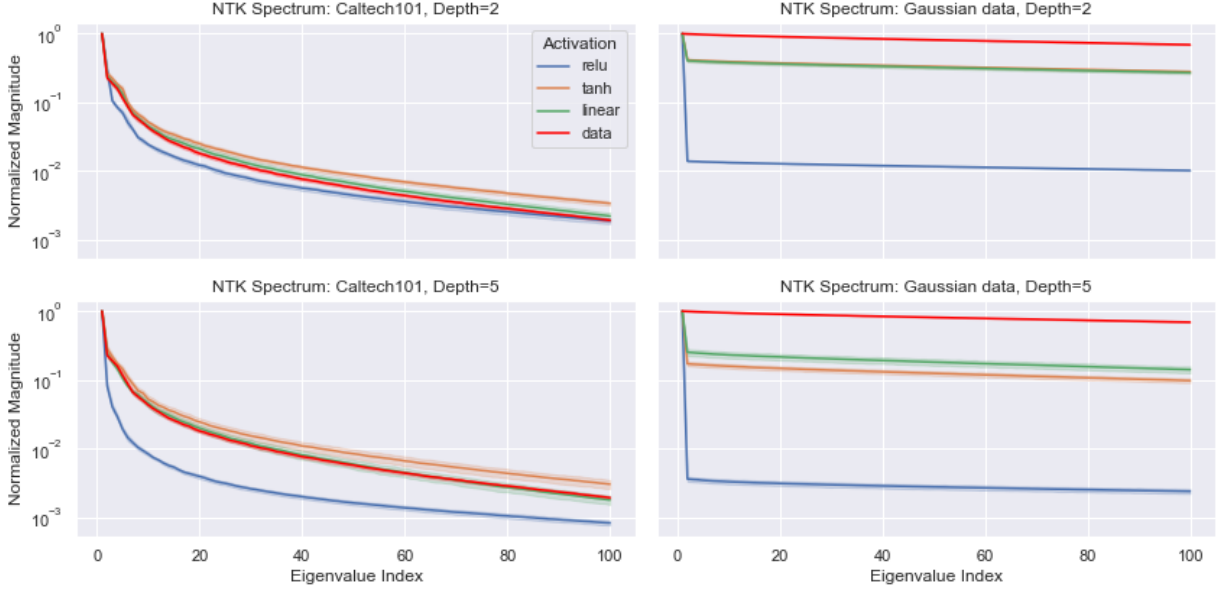 NTK Spectrum: Caltech101, Depth=2
Normalized Magnitude
10⁰
10⁻¹
10⁻²
10⁻³
Activation
relu
tanh
linear
data
NTK Spectrum: Gaussian data, Depth=2
NTK Spectrum: Caltech101, Depth=5
Normalized Magnitude
10⁰
10⁻¹
10⁻²
10⁻³
0 20 40 60 80 100
Eigenvalue Index
NTK Spectrum: Gaussian data, Depth=5
0 20 40 60 80 100
Eigenvalue Index